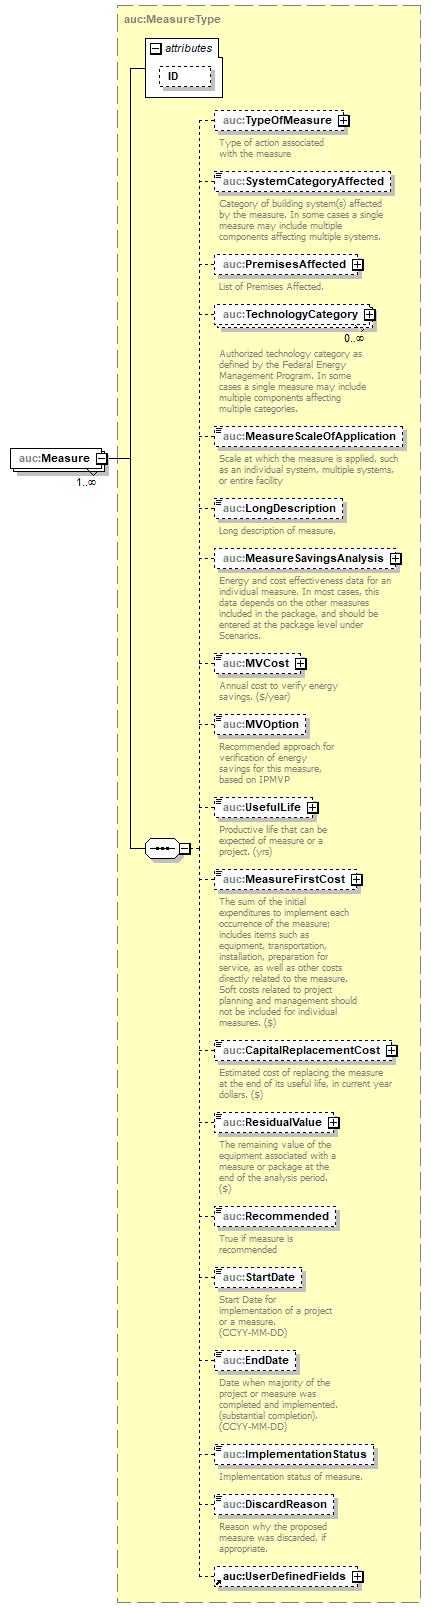 auc:MeasureType
attributes
ID
auc:TypeOfMeasure
Type of action associated
with the measure
auc:SystemCategoryAffected
Category of building system(s) affected
by the measure. In some cases a single
measure may include multiple
components affecting multiple systems.
auc:PremisesAffected
List of Premises Affected.
auc:TechnologyCategory
0..∞
Authorized technology category as
defined by the Federal Energy
Management Program. In some
cases a single measure may include
multiple components affecting
multiple categories.
auc:MeasureScaleOfApplication
Scale at which the measure is applied, such
as an individual system, multiple systems,
or entire facility
auc:Measure
1..∞
auc:LongDescription
Long description of measure.
auc:MeasureSavingsAnalysis
Energy and cost effectiveness data for an
individual measure. In most cases, this
data depends on the other measures
included in the package, and should be
entered at the package level under
Scenarios.
auc:MVCost
Annual cost to verify energy
savings. ($/year)
auc:MVOption
Recommended approach for
verification of energy
savings for this measure,
based on IPMVP
auc:UsefulLife
Productive life that can be
expected of measure or a
project. (yrs)
auc:MeasureFirstCost
The sum of the initial
expenditures to implement each
occurrence of the measure;
includes items such as
equipment, transportation,
installation, preparation for
service, as well as other costs
directly related to the measure.
Soft costs related to project
planning and management should
not be included for individual
measures. ($)
auc:CapitalReplacementCost
Estimated cost of replacing the measure
at the end of its useful life, in current year
dollars. ($)
auc:ResidualValue
The remaining value of the
equipment associated with a
measure or package at the
end of the analysis period.
($)
auc:Recommended
True if measure is
recommended
auc:StartDate
Start Date for
implementation of a project
or a measure.
(CCYY-MM-DD)
auc:EndDate
Date when majority of the
project or measure was
completed and implemented.
(substantial completion).
(CCYY-MM-DD)
auc:ImplementationStatus
Implementation status of measure.
auc:DiscardReason
Reason why the proposed
measure was discarded, if
appropriate.
auc:UserDefinedFields